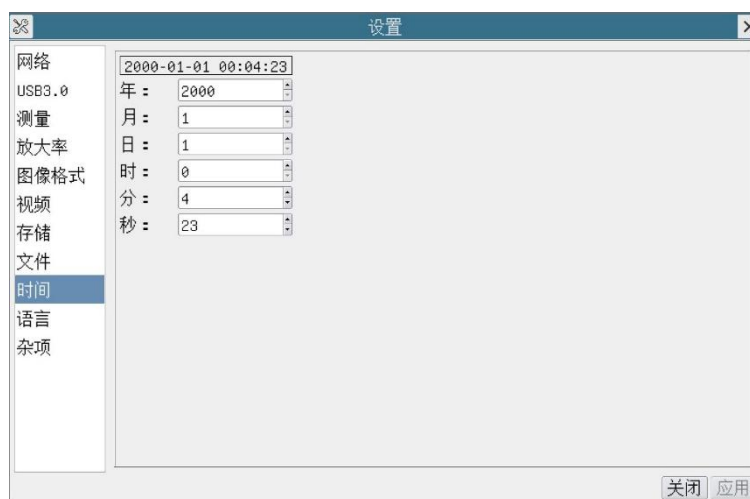 设置
网络
USB3.0
测量
放大率
图像格式
视频
存储
文件
时间
语言
杂项
2000-01-01 00:04:23
年： 2000
月： 1
日： 1
时： 0
分： 4
秒： 23
关闭 应用